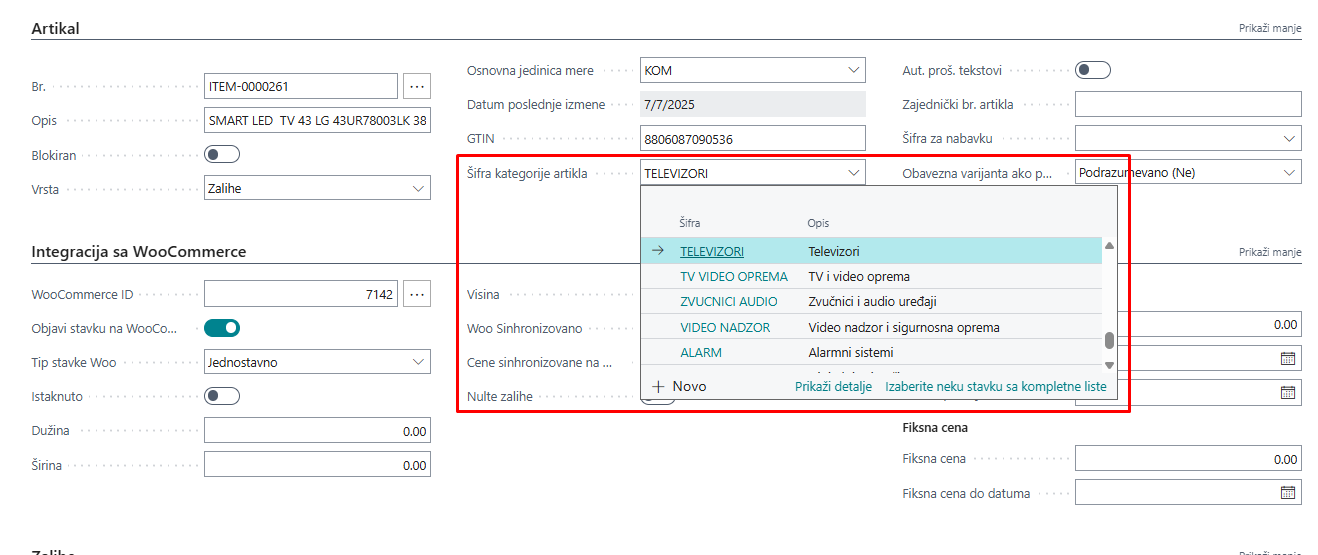 Artikal
Prikaži manje
Br.
ITEM-0000261
Opis
SMART LED TV 43 LG 43UR78003LK 38
Blokiran
Vrsta
Zalihe
Osnovna jedinica mere
KOM
Datum poslednje izmene
7/7/2025
GTIN
8806087090536
Šifra kategorije artikla
TELEVIZORI
Aut. proš. tekstovi
Zajednički br. artikla
Šifra za nabavku
Obavezna varijanta ako p...
Podrazumevano (Ne)
Šifra
Opis
TELEVIZORI
Televizori
TV VIDEO OPREMA
TV i video oprema
ZVUCNICI AUDIO
Zvučnici i audio uređaji
VIDEO NADZOR
Video nadzor i sigurnosna oprema
ALARM
Alarmni sistemi
+ Novo
Prikaži detalje
Izaberite neku stavku sa kompletne liste
Integracija sa WooCommerce
Prikaži manje
WooCommerce ID
7142
Objavi stavku na WooCo...
Tip stavke Woo
Jednostavno
Istaknuto
Dužina
0.00
Širina
0.00
Visina
Woo Sinhronizovano
Cene sinhronizovane na ...
Nulte zalihe
0.00
Fiksna cena
Fiksna cena
0.00
Fiksna cena do datuma
Zalihe
Prikaži manje